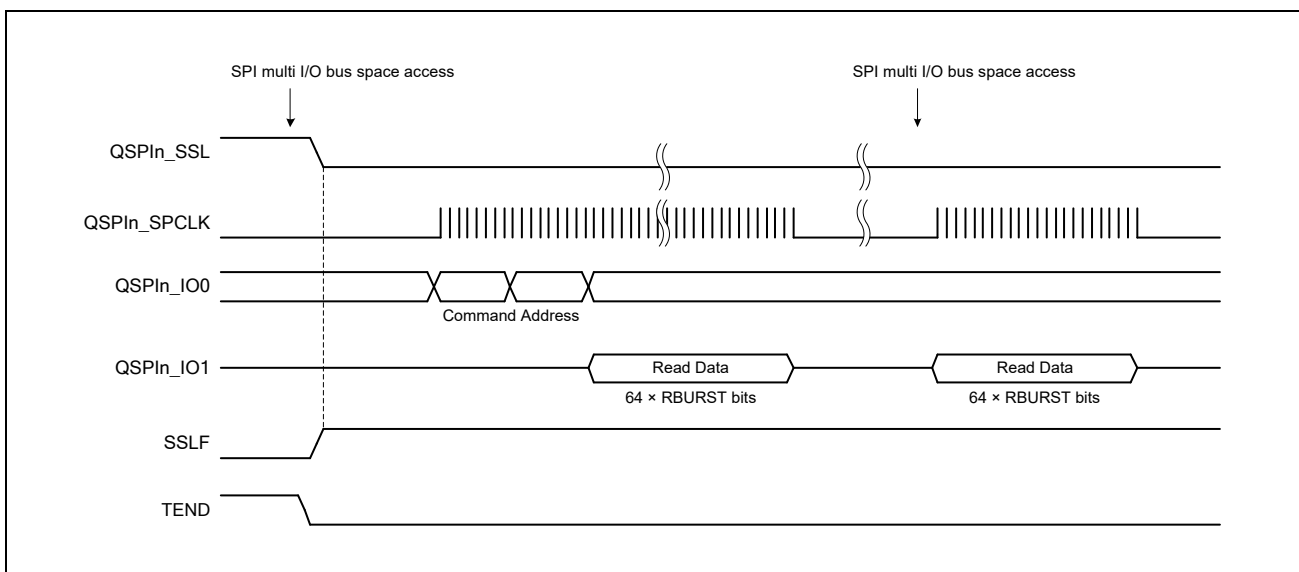 SPI multi I/O bus space access
SPI multi I/O bus space access
QSPIn_SSL
QSPIn_SPCLK
QSPIn_IO0
Command Address
QSPIn_IO1
Read Data
Read Data
64 × RBURST bits
64 × RBURST bits
SSLF
TEND